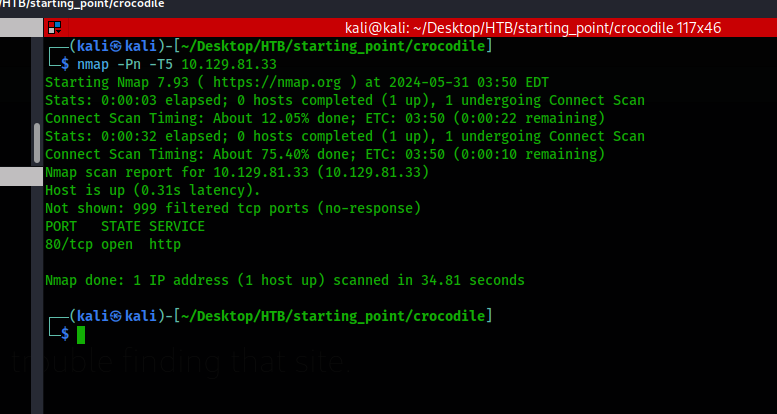 /HTB/starting_point/crocodile
kali@kali: ~/Desktop/HTB/starting_point/crocodile 117x46
┌──(kali㉿kali)-[~/Desktop/HTB/starting_point/crocodile]
└─$ nmap -Pn -T5 10.129.81.33
Starting Nmap 7.93 ( https://nmap.org ) at 2024-05-31 03:50 EDT
Stats: 0:00:03 elapsed; 0 hosts completed (1 up), 1 undergoing Connect Scan
Connect Scan Timing: About 12.05% done; ETC: 03:50 (0:00:22 remaining)
Stats: 0:00:32 elapsed; 0 hosts completed (1 up), 1 undergoing Connect Scan
Connect Scan Timing: About 75.40% done; ETC: 03:50 (0:00:10 remaining)
Nmap scan report for 10.129.81.33 (10.129.81.33)
Host is up (0.31s latency).
Not shown: 999 filtered tcp ports (no-response)
PORT   STATE SERVICE
80/tcp open  http
Nmap done: 1 IP address (1 host up) scanned in 34.81 seconds
┌──(kali㉿kali)-[~/Desktop/HTB/starting_point/crocodile]
└─$
trouble finding that site.